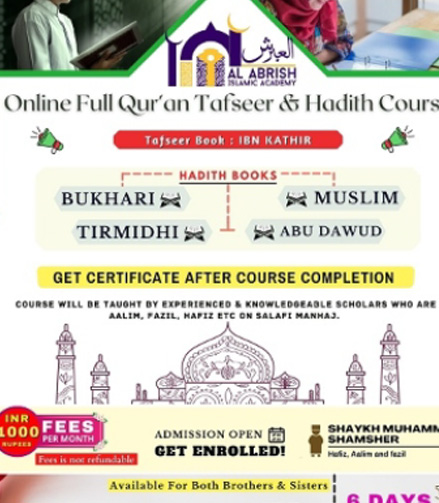 العبرش
AL ABRISH
ISLAMIC ACADEMY
Online Full Qur'an Tafseer & Hadith Cours
Tafseer Book : IBN KATHIR
HADITH BOOKS
BUKHARI
MUSLIM
TIRMIDHI
ABU DAWUD
GET CERTIFICATE AFTER COURSE COMPLETION
COURSE WILL BE TAUGHT BY EXPERIENCED & KNOWLEDGEABLE SCHOLARS WHO ARE
AALIM, FAZIL, HAFIZ ETC ON SALAFI MANHAJ.
INR
1000
RUPEES
FEES
PER MONTH
Fees is not refundable
ADMISSION OPEN
GET ENROLLED!
SHAYKH MUHAMM
SHAMSHER
Hafiz, Aalim and fazil
Available For Both Brothers & Sisters
6 DAYS